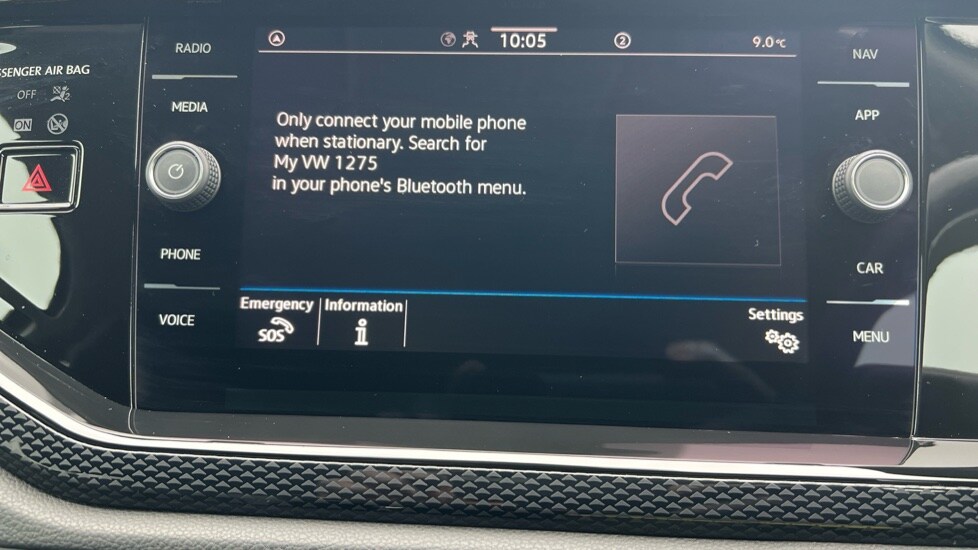 RADIO
MEDIA
PHONE
VOICE
SENGER AIR BAG
OFF
ON
10:05
2
9.0°C
Only connect your mobile phone
when stationary. Search for
My VW 1275
in your phone's Bluetooth menu.
Emergency
SOS
Information
i
Settings
NAV
APP
CAR
MENU